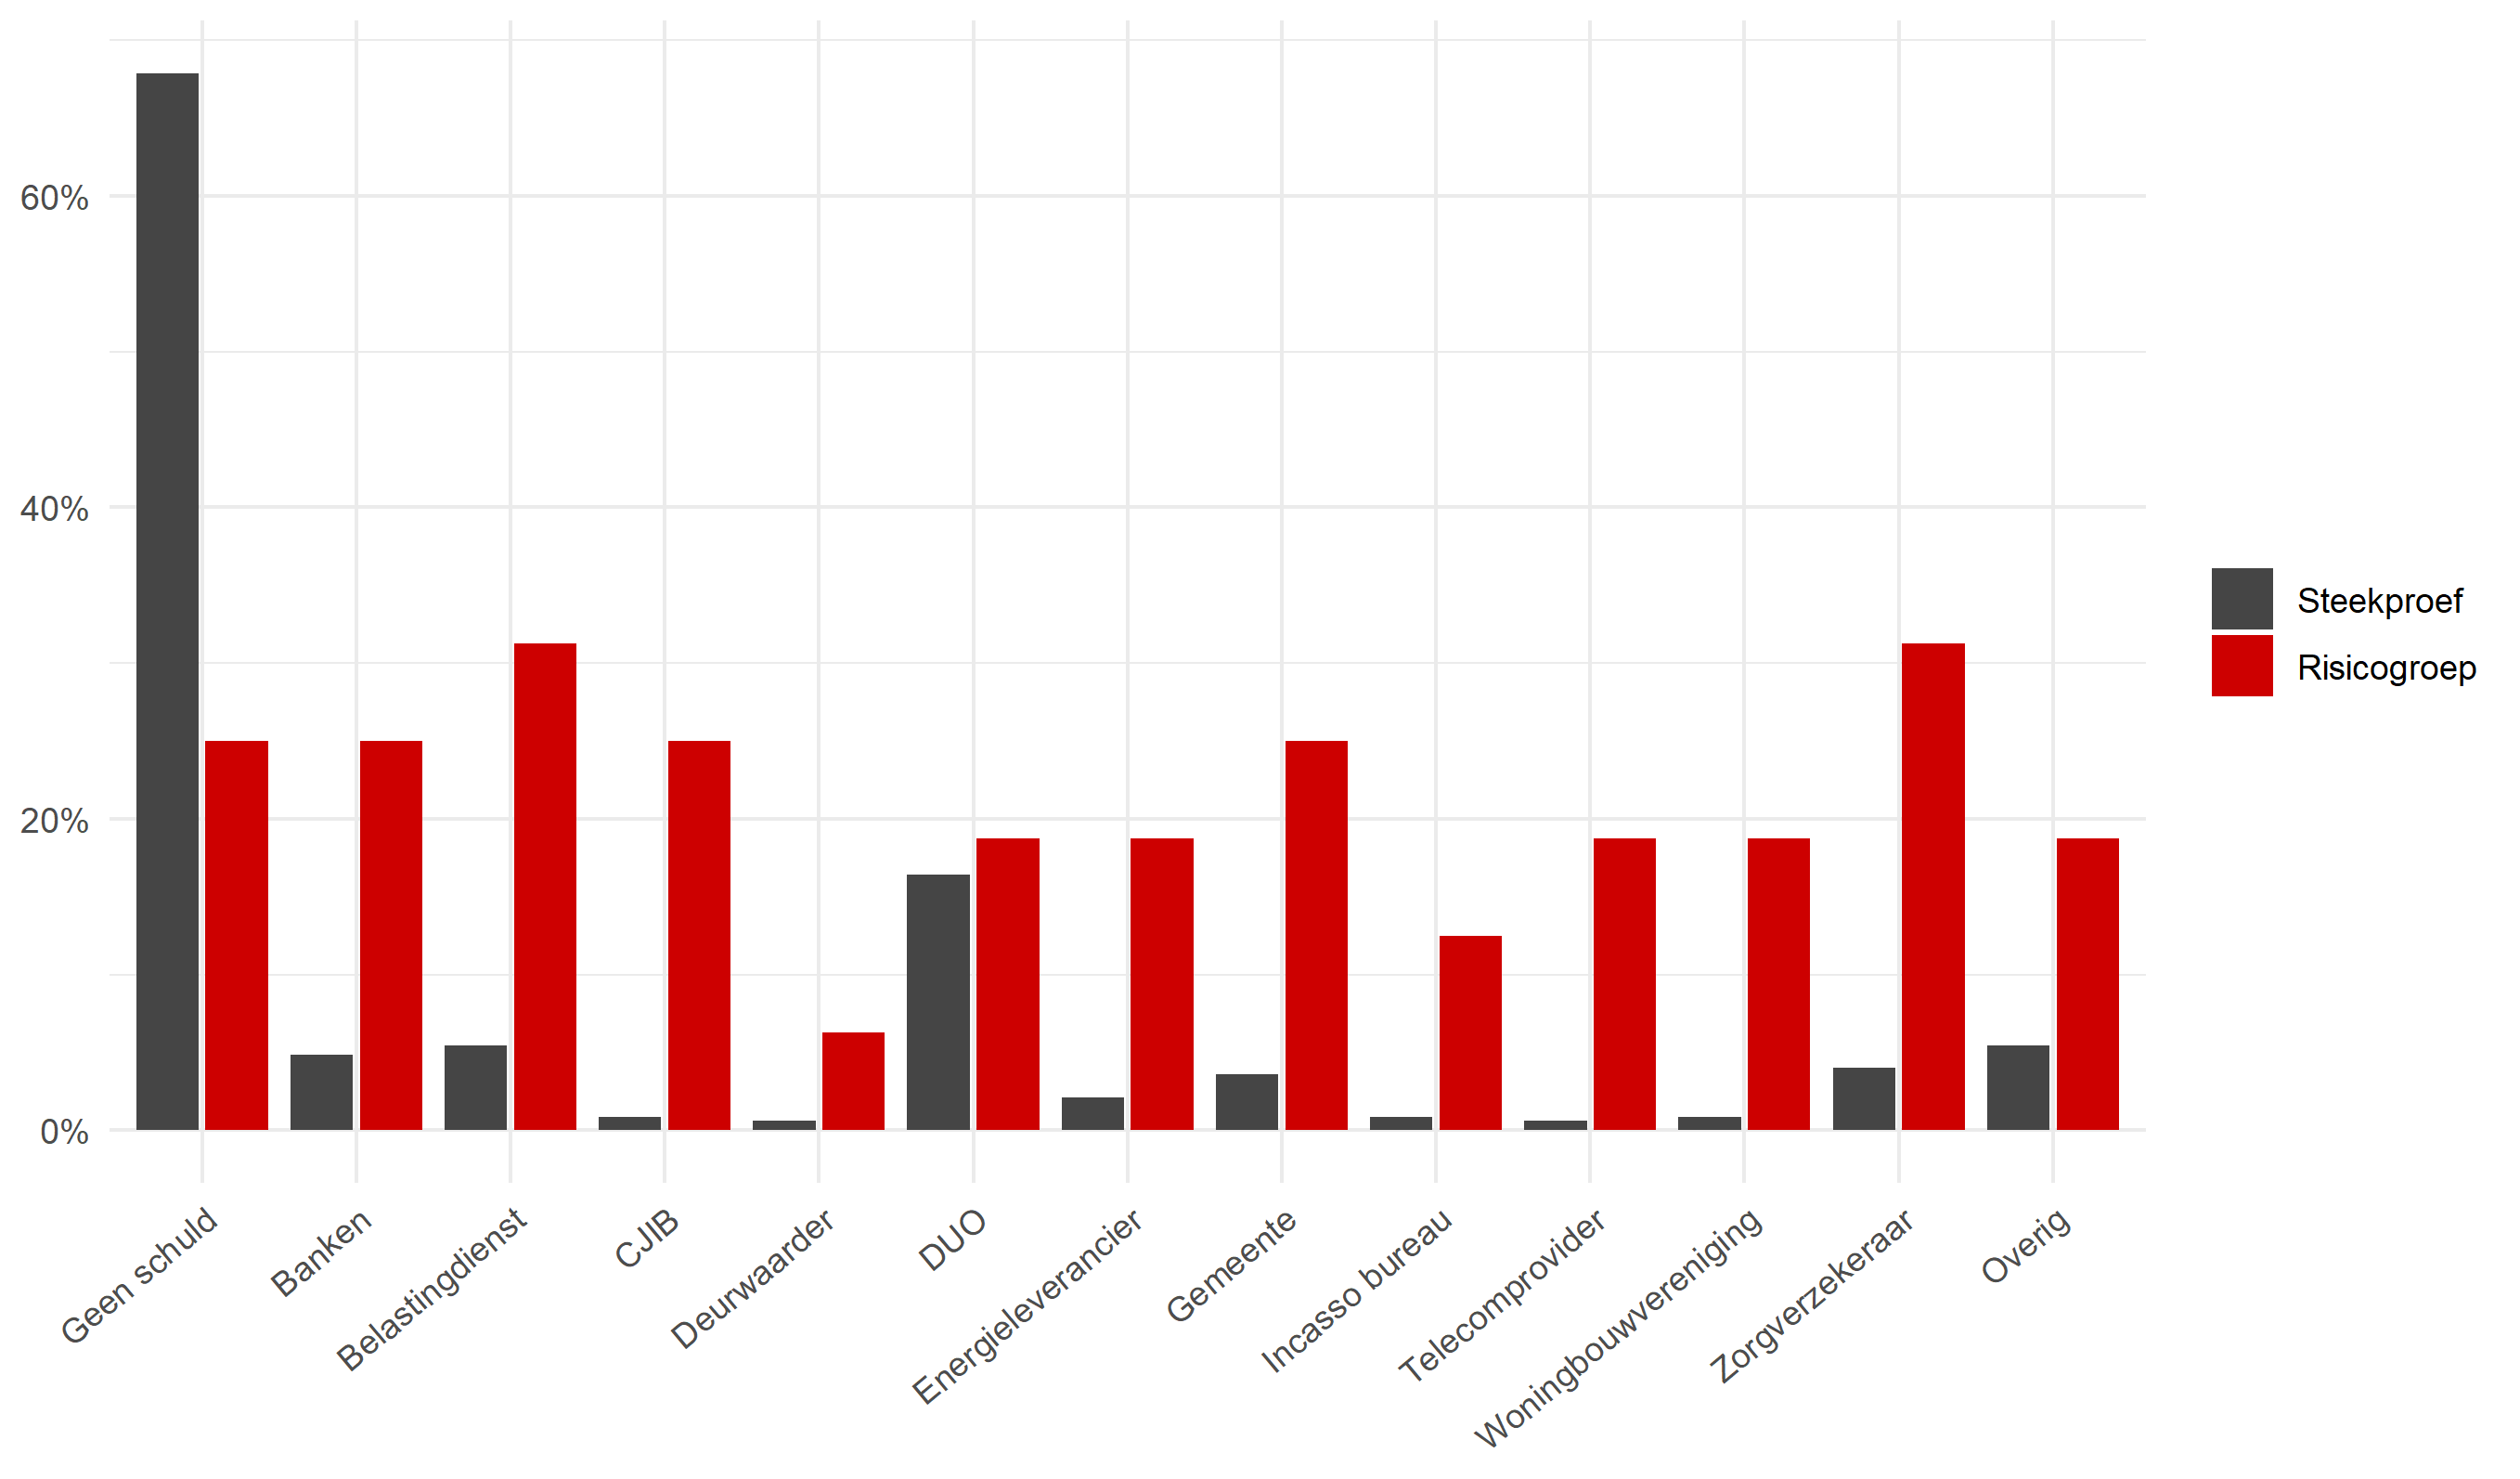 60%
40%
20%
0%
Geen schuld
Banken
Belastingdienst
CJIB
Deurwaarder
DUO
Energieleverancier
Gemeente
Incasso bureau
Telecomprovider
Woningbouwvereniging
Zorgverzekeraar
Overig
Steekproef
Risicogroep